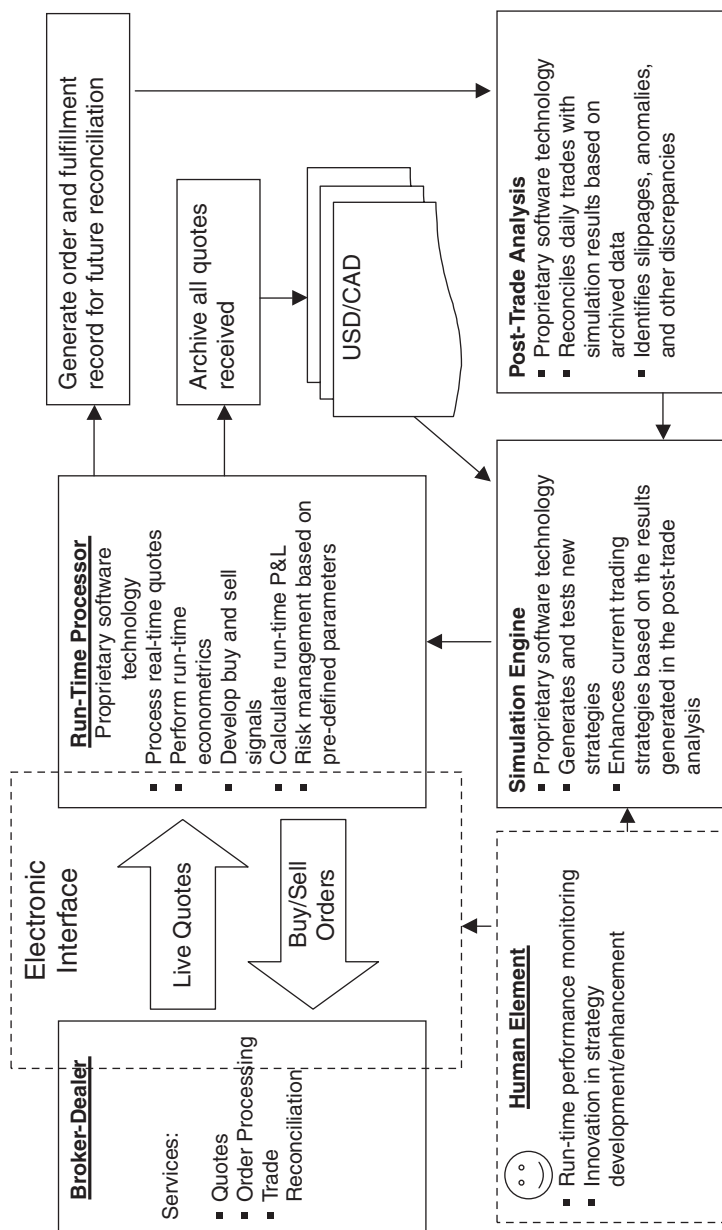 Broker-Dealer
Services:
▪ Quotes
▪ Order Processing
▪ Trade
Reconciliation
Electronic
Interface
Live Quotes
Buy/Sell
Orders
Run-Time Processor
Proprietary software
technology
▪ Process real-time quotes
▪ Perform run-time
econometrics
▪ Develop buy and sell
signals
▪ Calculate run-time P&L
▪ Risk management based on
pre-defined parameters
Generate order and fulfillment
record for future reconciliation
Archive all quotes
received
USD/CAD
Human Element
▪ Run-time performance monitoring
▪ Innovation in strategy
development/enhancement
Simulation Engine
▪ Proprietary software technology
▪ Generates and tests new
strategies
▪ Enhances current trading
strategies based on the results
generated in the post-trade
analysis
Post-Trade Analysis
▪ Proprietary software technology
▪ Reconciles daily trades with
simulation results based on
archived data
▪ Identifies slippages, anomalies,
and other discrepancies